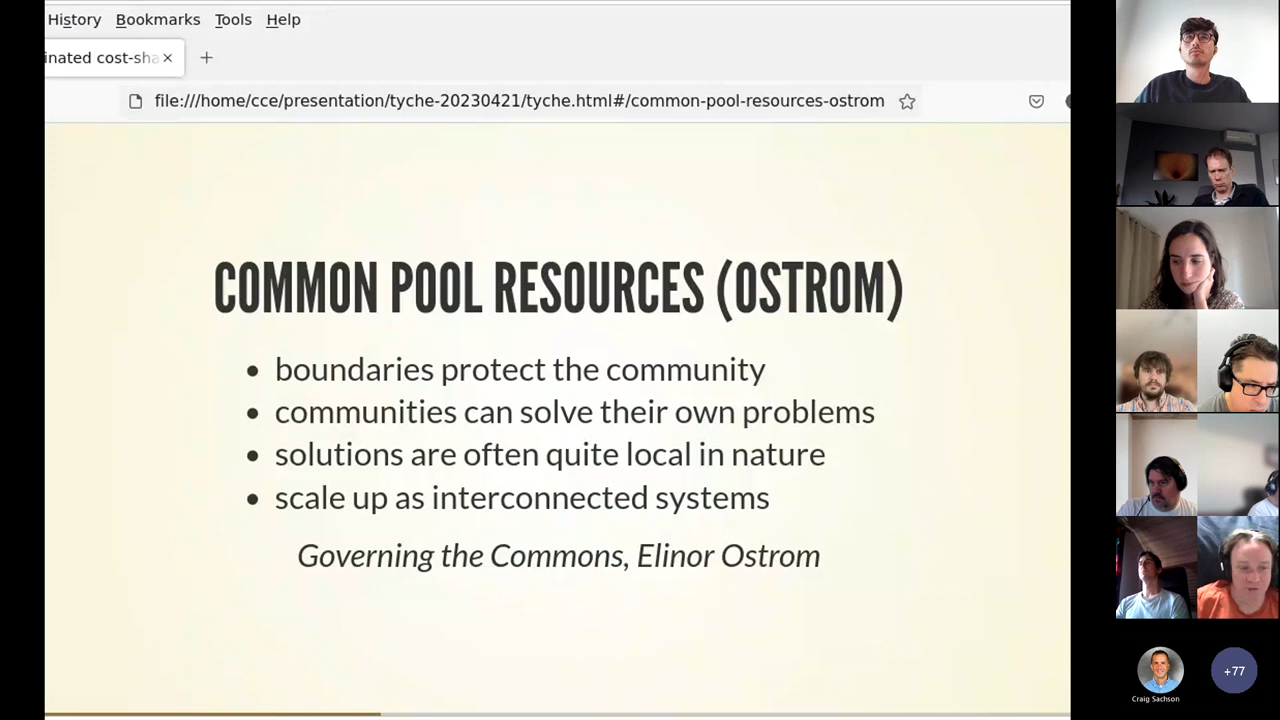 History Bookmarks Tools Help
inated cost-sha
file:///home/cce/presentation/tyche-20230421/tyche.html#/common-pool-resources-ostrom
COMMON POOL RESOURCES (OSTROM)
• boundaries protect the community
• communities can solve their own problems
• solutions are often quite local in nature
• scale up as interconnected systems
Governing the Commons, Elinor Ostrom
+77
Craig Sachson